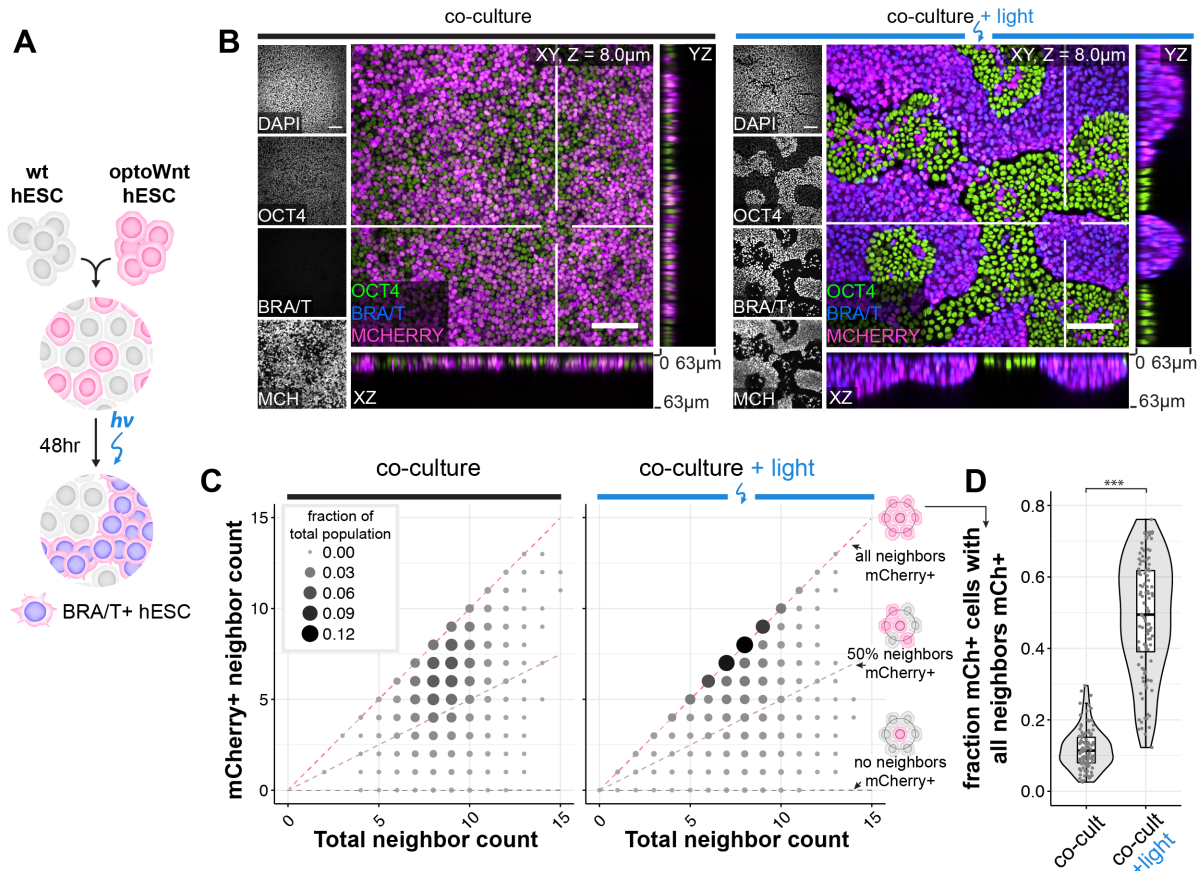 A
wt
hESC
optoWnt
hESC
48hr
hν
BRA/T+ hESC
B
co-culture
DAPI
OCT4
BRA/T
MCH
XY, Z = 8.0μm
YZ
OCT4
BRA/T
MCHERRY
XZ
0 63μm
63μm
co-culture + light
DAPI
OCT4
BRA/T
MCH
XY, Z = 8.0μm
YZ
OCT4
BRA/T
MCHERRY
XZ
0 63μm
63μm
C
co-culture
co-culture + light
mCherry+ neighbor count
15
10
5
0
fraction of
total population
0.00
0.03
0.06
0.09
0.12
0
5
10
15
Total neighbor count
0
5
10
15
Total neighbor count
all neighbors
mCherry+
50% neighbors
mCherry+
no neighbors
mCherry+
D
fraction mCh+ cells with
all neighbors mCh+
0.8
0.6
0.4
0.2
0.0
***
co-cult
co-cult
+light